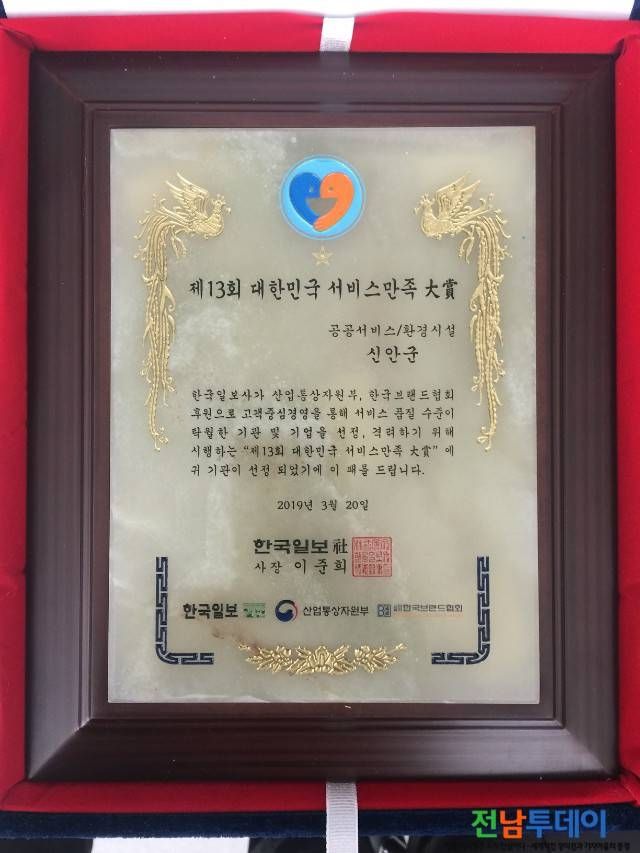 제13회 대한민국 서비스만족 大賞
공공서비스/환경시설
신안군
한국일보사가 산업통상자원부, 한국브랜드협회
후원으로 고객중심경영을 통해 서비스 품질 수준이
탁월한 기관 및 기업을 선정, 격려하기 위해
시행하는 "제13회 대한민국 서비스만족 大賞" 에
귀 기관이 선정 되었기에 이 패를 드립니다.
2019년 3월 20일
한국일보 社
사장 이준희
한국일보 산업통상자원부 한국브랜드협회
전남투데이